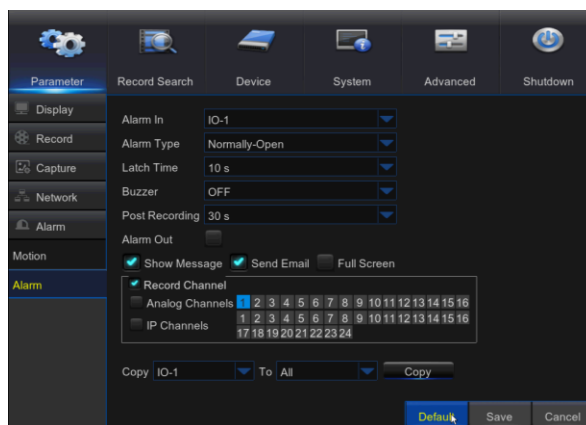 Parameter Record Search Device System Advanced Shutdown
Display
Record
Capture
Network
Alarm
Motion
Alarm
Alarm In IO-1
Alarm Type Normally-Open
Latch Time 10 s
Buzzer OFF
Post Recording 30 s
Alarm Out
Show Message Send Email Full Screen
Record Channel
Analog Channels 1 2 3 4 5 6 7 8 9 10 11 12 13 14 15 16
IP Channels 1 2 3 4 5 6 7 8 9 10 11 12 13 14 15 16
17 18 19 20 21 22 23 24
Copy IO-1 To All Copy
Default Save Cancel